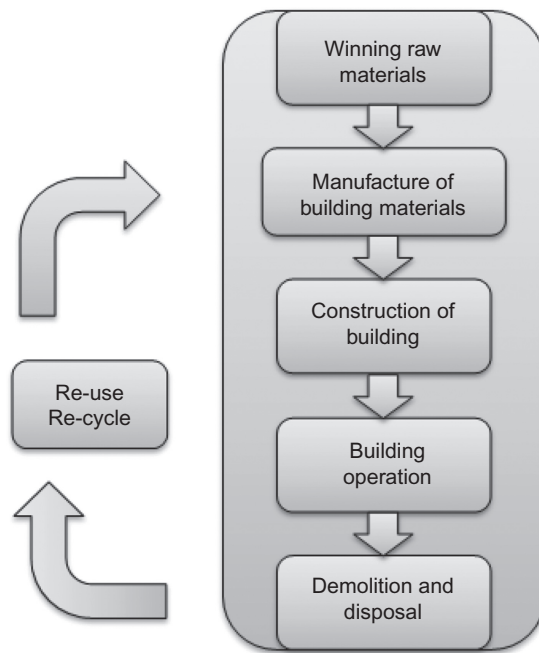 Winning raw
materials
Manufacture of
building materials
Construction of
building
Re-use
Re-cycle
Building
operation
Demolition and
disposal